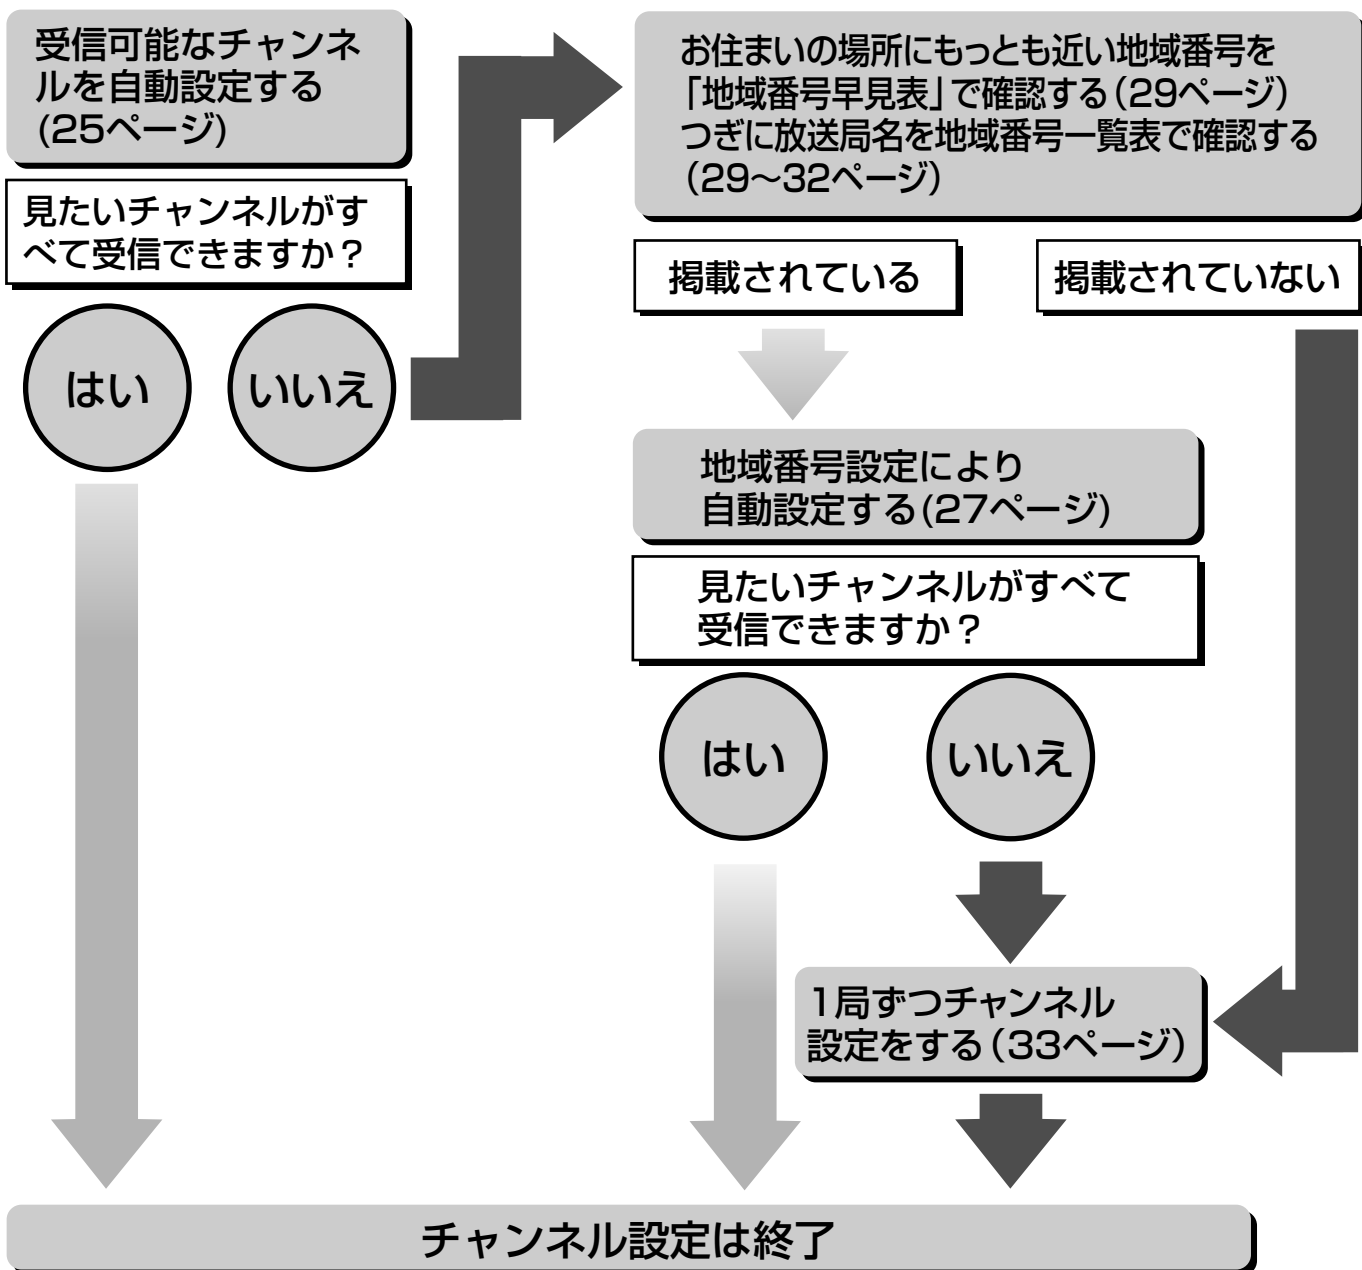 受信可能なチャンネ
ルを自動設定する
(25ページ)
見たいチャンネルがす
べて受信できますか？
はい
いいえ
お住まいの場所にもっとも近い地域番号を
「地域番号早見表」で確認する（29ページ）
つぎに放送局名を地域番号一覧表で確認する
（29～32ページ）
掲載されている
掲載されていない
地域番号設定により
自動設定する(27ページ)
見たいチャンネルがすべて
受信できますか？
はい
いいえ
1局ずつチャンネル
設定をする（33ページ）
チャンネル設定は終了